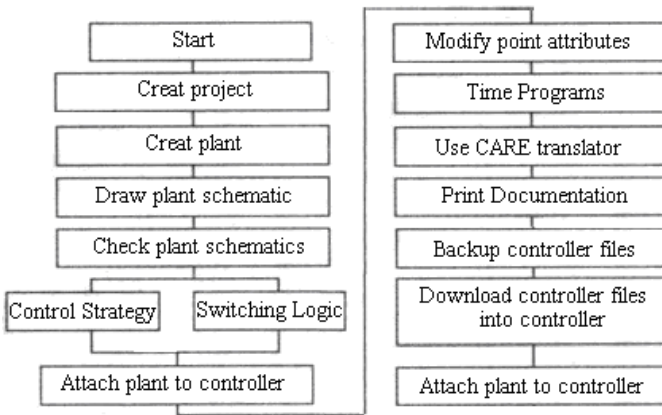 Start
Creat project
Creat plant
Draw plant schematic
Check plant schematics
Control Strategy
Switching Logic
Attach plant to controller
Modify point attributes
Time Programs
Use CARE translator
Print Documentation
Backup controller files
Download controller files
into controller
Attach plant to controller